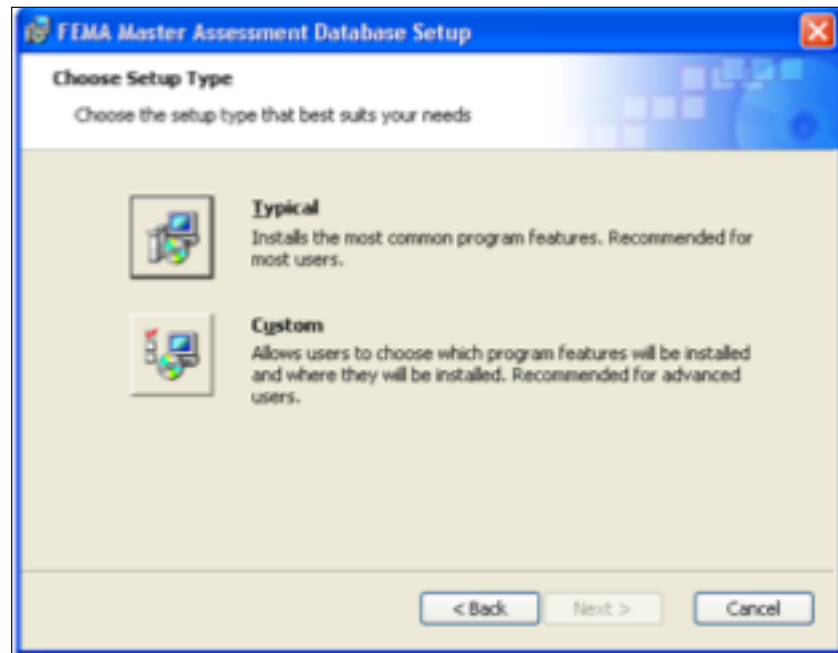 FEMA Master Assessment Database Setup
Choose Setup Type
Choose the setup type that best suits your needs
Typical
Installs the most common program features. Recommended for
most users.
Custom
Allows users to choose which program features will be installed
and where they will be installed. Recommended for advanced
users.
< Back Next > Cancel